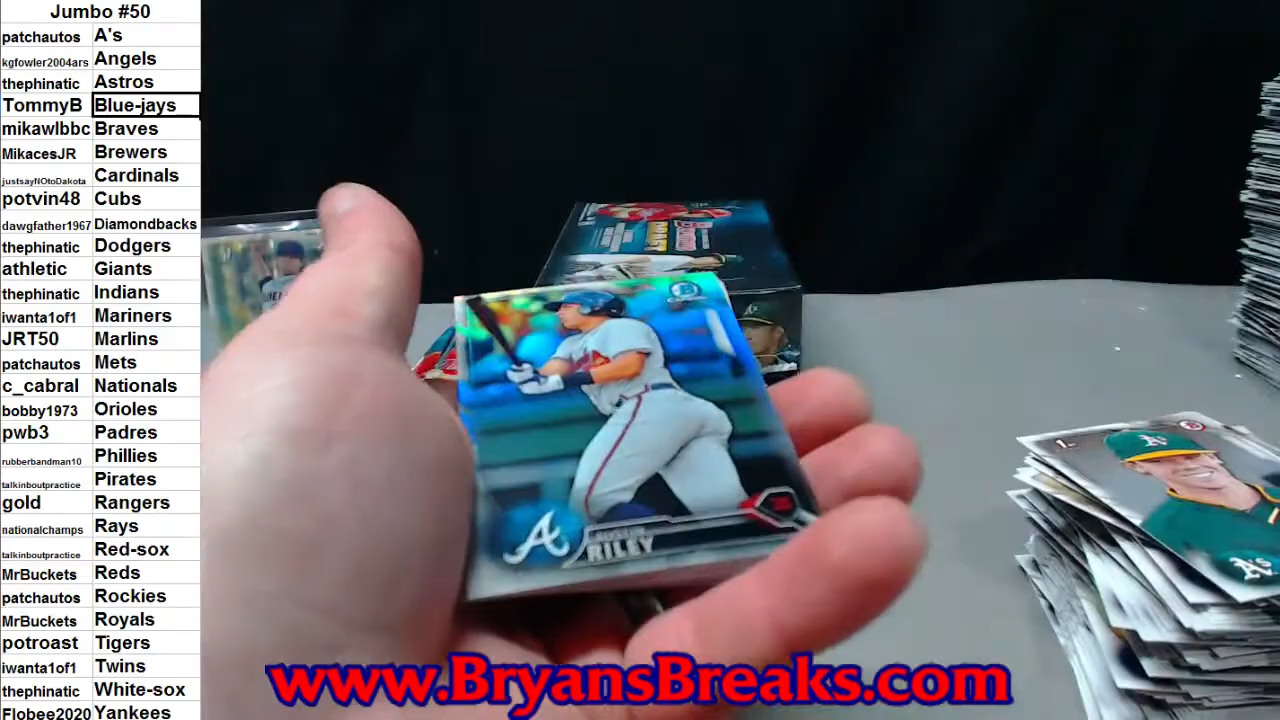 Jumbo #50
patchautos A's
kgfowler2004ars Angels
thephinatic Astros
TommyB Blue-jays
mikawlbbc Braves
MikacesJR Brewers
justsayNOtoDakota Cardinals
potvin48 Cubs
dawgfather1967 Diamondbacks
thephinatic Dodgers
athletic Giants
thephinatic Indians
iwanta1of1 Mariners
JRT50 Marlins
patchautos Mets
c_cabral Nationals
bobby1973 Orioles
pwb3 Padres
rubberbandman10 Phillies
talkinboutpractice Pirates
gold Rangers
nationalchamps Rays
talkinboutpractice Red-sox
MrBuckets Reds
patchautos Rockies
MrBuckets Royals
potroast Tigers
iwanta1of1 Twins
thephinatic White-sox
Flobee2020 Yankees
A
RILEY
1st
A's
A's
www.BryansBreaks.com